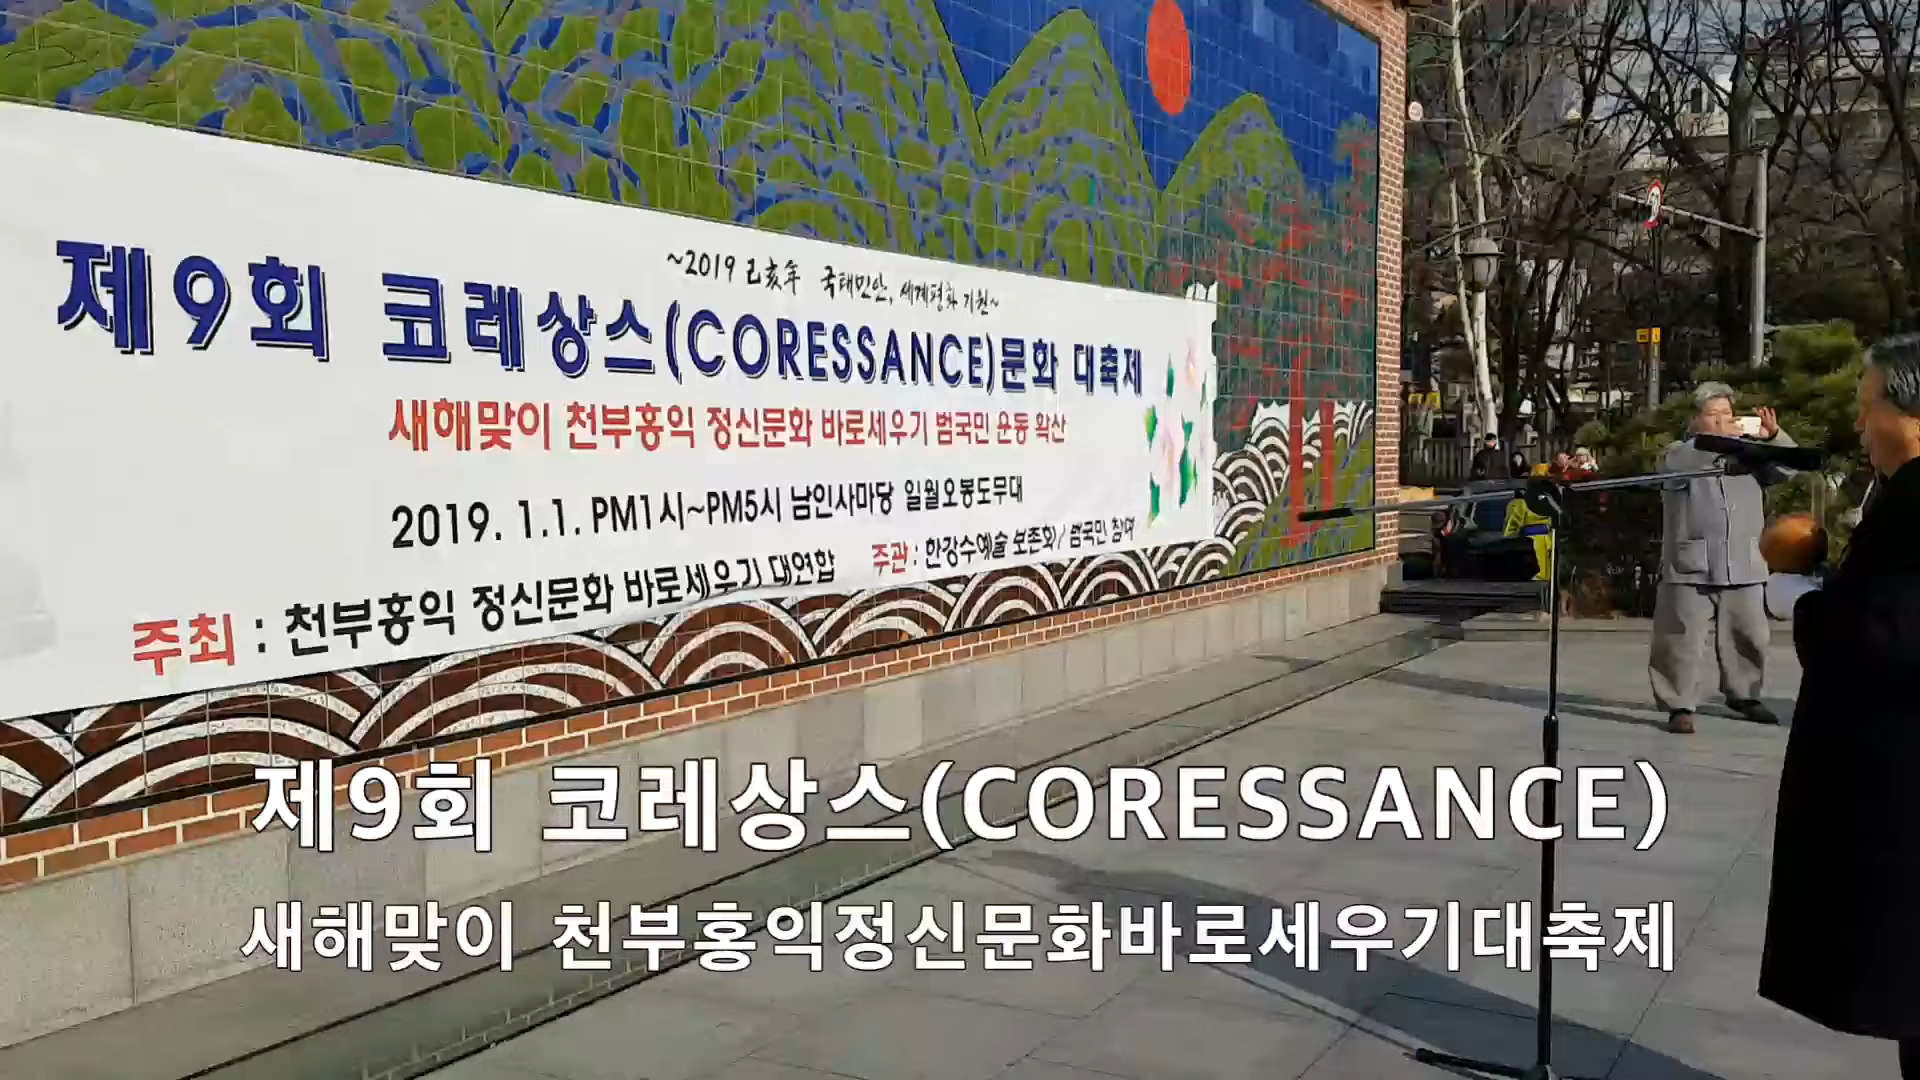 ~2019 己亥年 국태민안, 세계평화 기원~
제9회 코레상스(CORESSANCE)문화 대축제
새해맞이 천부홍익 정신문화 바로세우기 범국민 운동 확산
2019. 1.1. PM1시~PM5시 남인사마당 일월오봉도무대
주최 : 천부홍익 정신문화 바로세우기 대연합 주관 : 한강수예술 보존회/ 범국민 참여
제9회 코레상스(CORESSANCE)
새해맞이 천부홍익정신문화바로세우기대축제